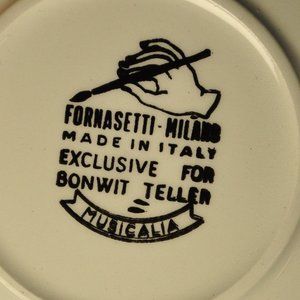 FORNASETTI-MILANO
MADE IN ITALY
EXCLUSIVE FOR
BONWIT TELLER
MUSICALIA